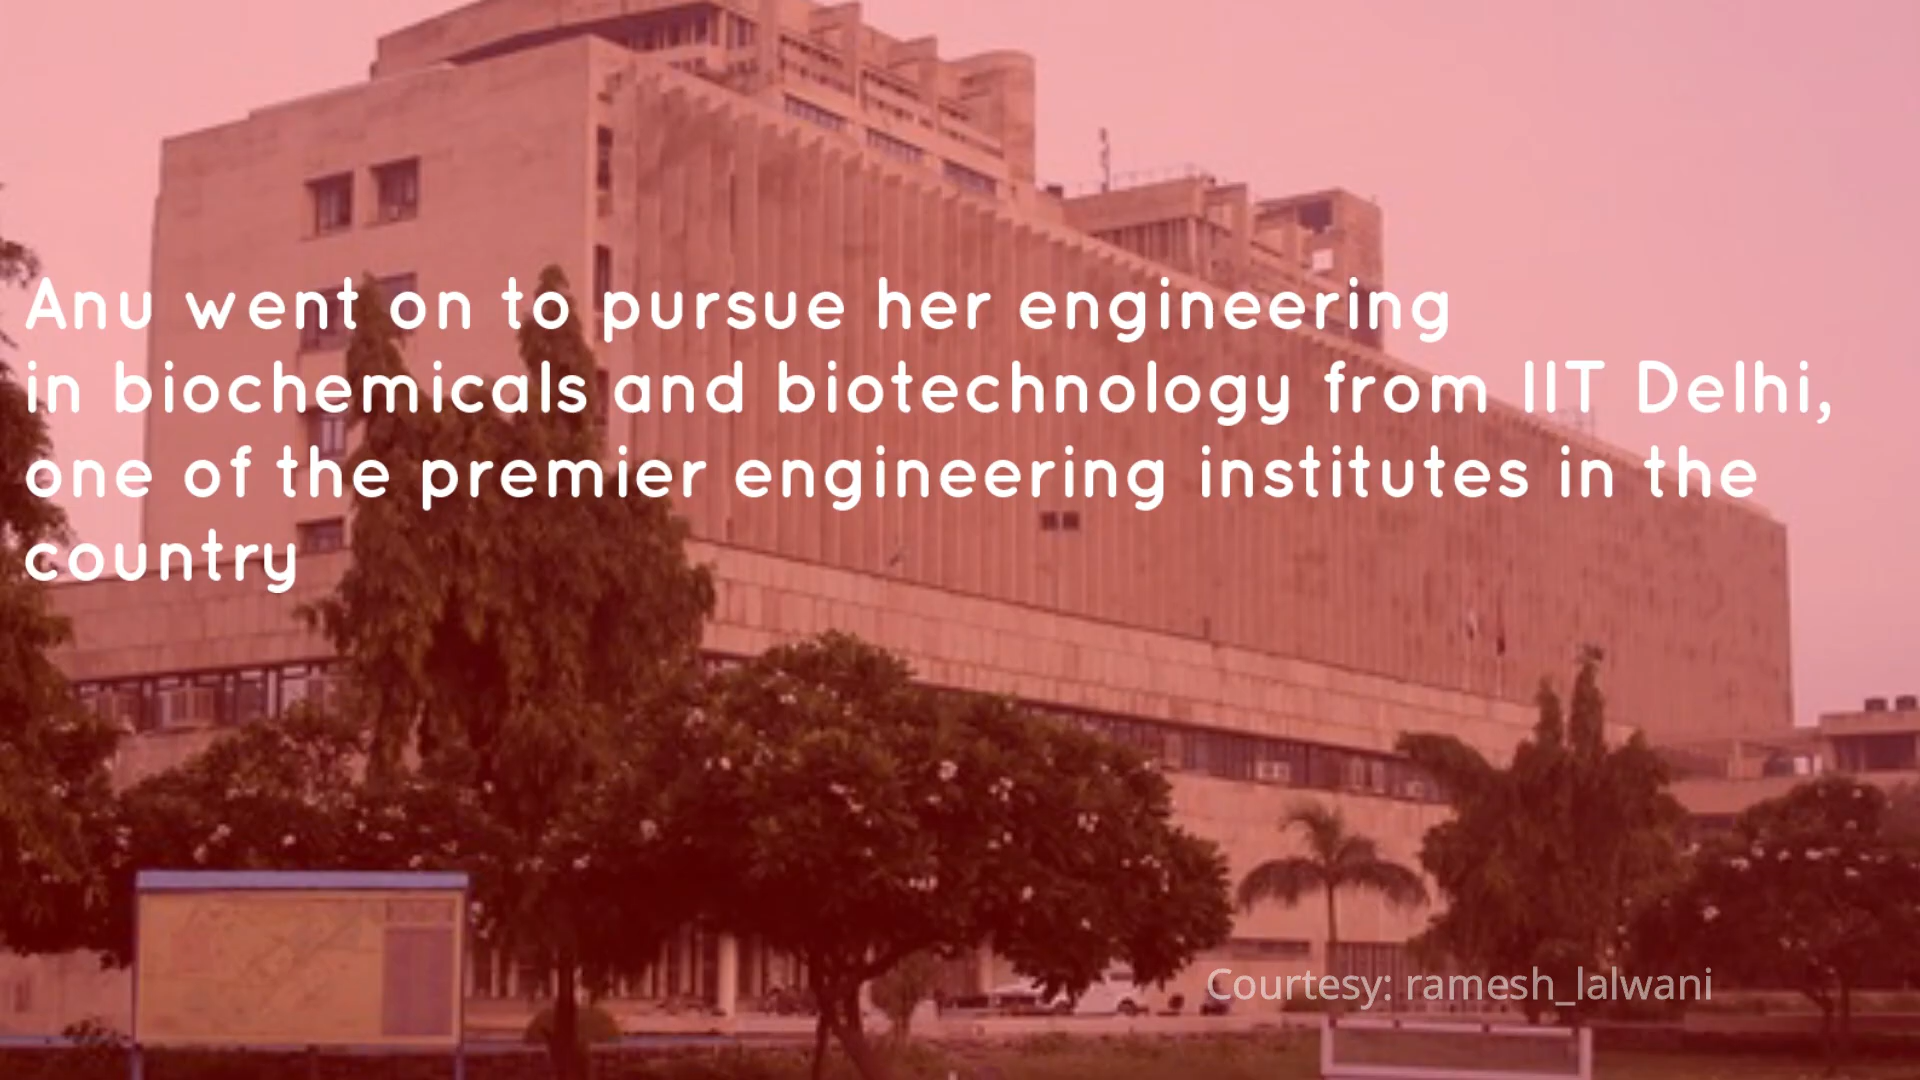 Anu went on to pursue her engineering
in biochemicals and biotechnology from IIT Delhi,
one of the premier engineering institutes in the
country
Courtesy: ramesh_lalwani